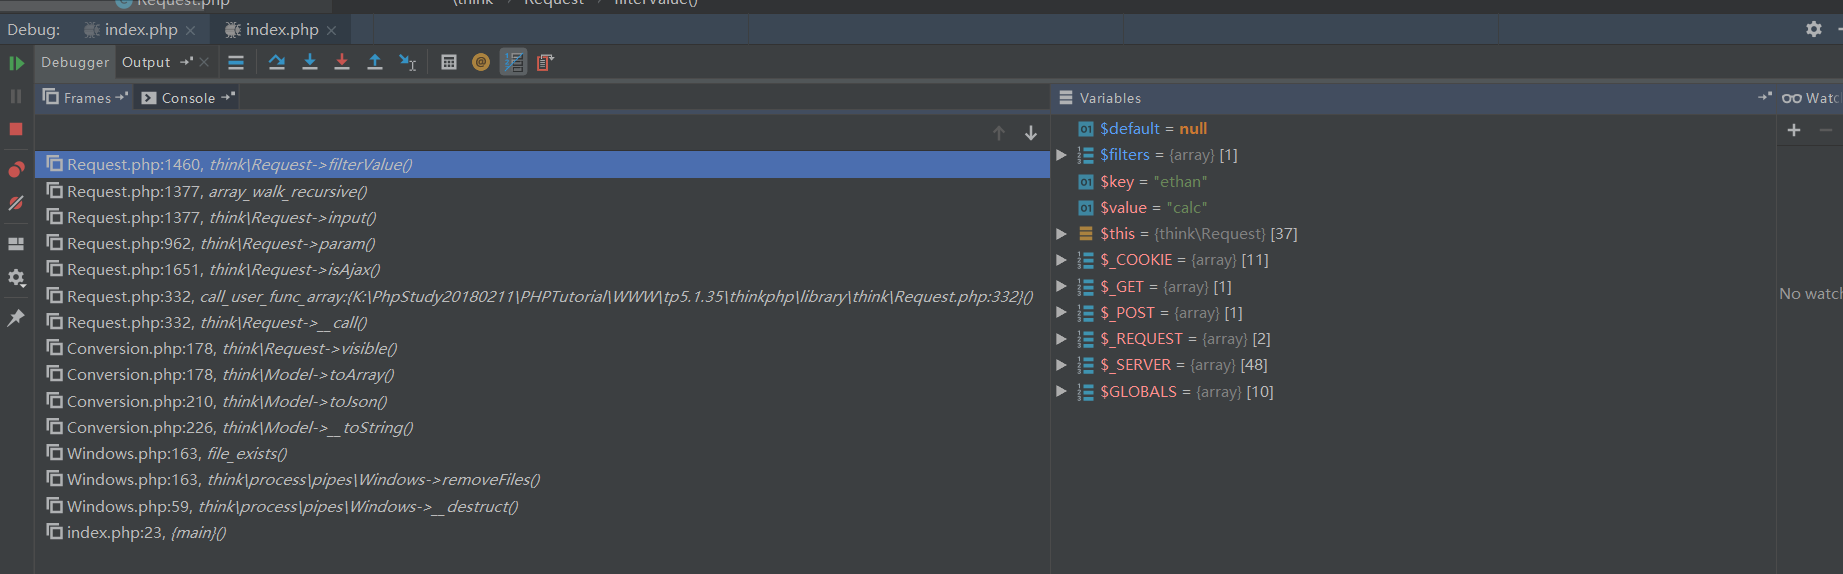 Request.php \think › Request › filterValue()
Debug: index.php × index.php ×
Debugger Output
Frames Console
Request.php:1460, think\Request->filterValue()
Request.php:1377, array_walk_recursive()
Request.php:1377, think\Request->input()
Request.php:962, think\Request->param()
Request.php:1651, think\Request->isAjax()
Request.php:332, call_user_func_array:{K:\PhpStudy20180211\PHPTutorial\WWW\tp5.1.35\thinkphp\library\think\Request.php:332}()
Request.php:332, think\Request->__call()
Conversion.php:178, think\Request->visible()
Conversion.php:178, think\Model->toArray()
Conversion.php:210, think\Model->toJson()
Conversion.php:226, think\Model->__toString()
Windows.php:163, file_exists()
Windows.php:163, think\process\pipes\Windows->removeFiles()
Windows.php:59, think\process\pipes\Windows->__destruct()
index.php:23, {main}()
Variables
$default = null
$filters = {array} [1]
$key = "ethan"
$value = "calc"
$this = {think\Request} [37]
$_COOKIE = {array} [11]
$_GET = {array} [1]
$_POST = {array} [1]
$_REQUEST = {array} [2]
$_SERVER = {array} [48]
$GLOBALS = {array} [10]
Watc
No watch